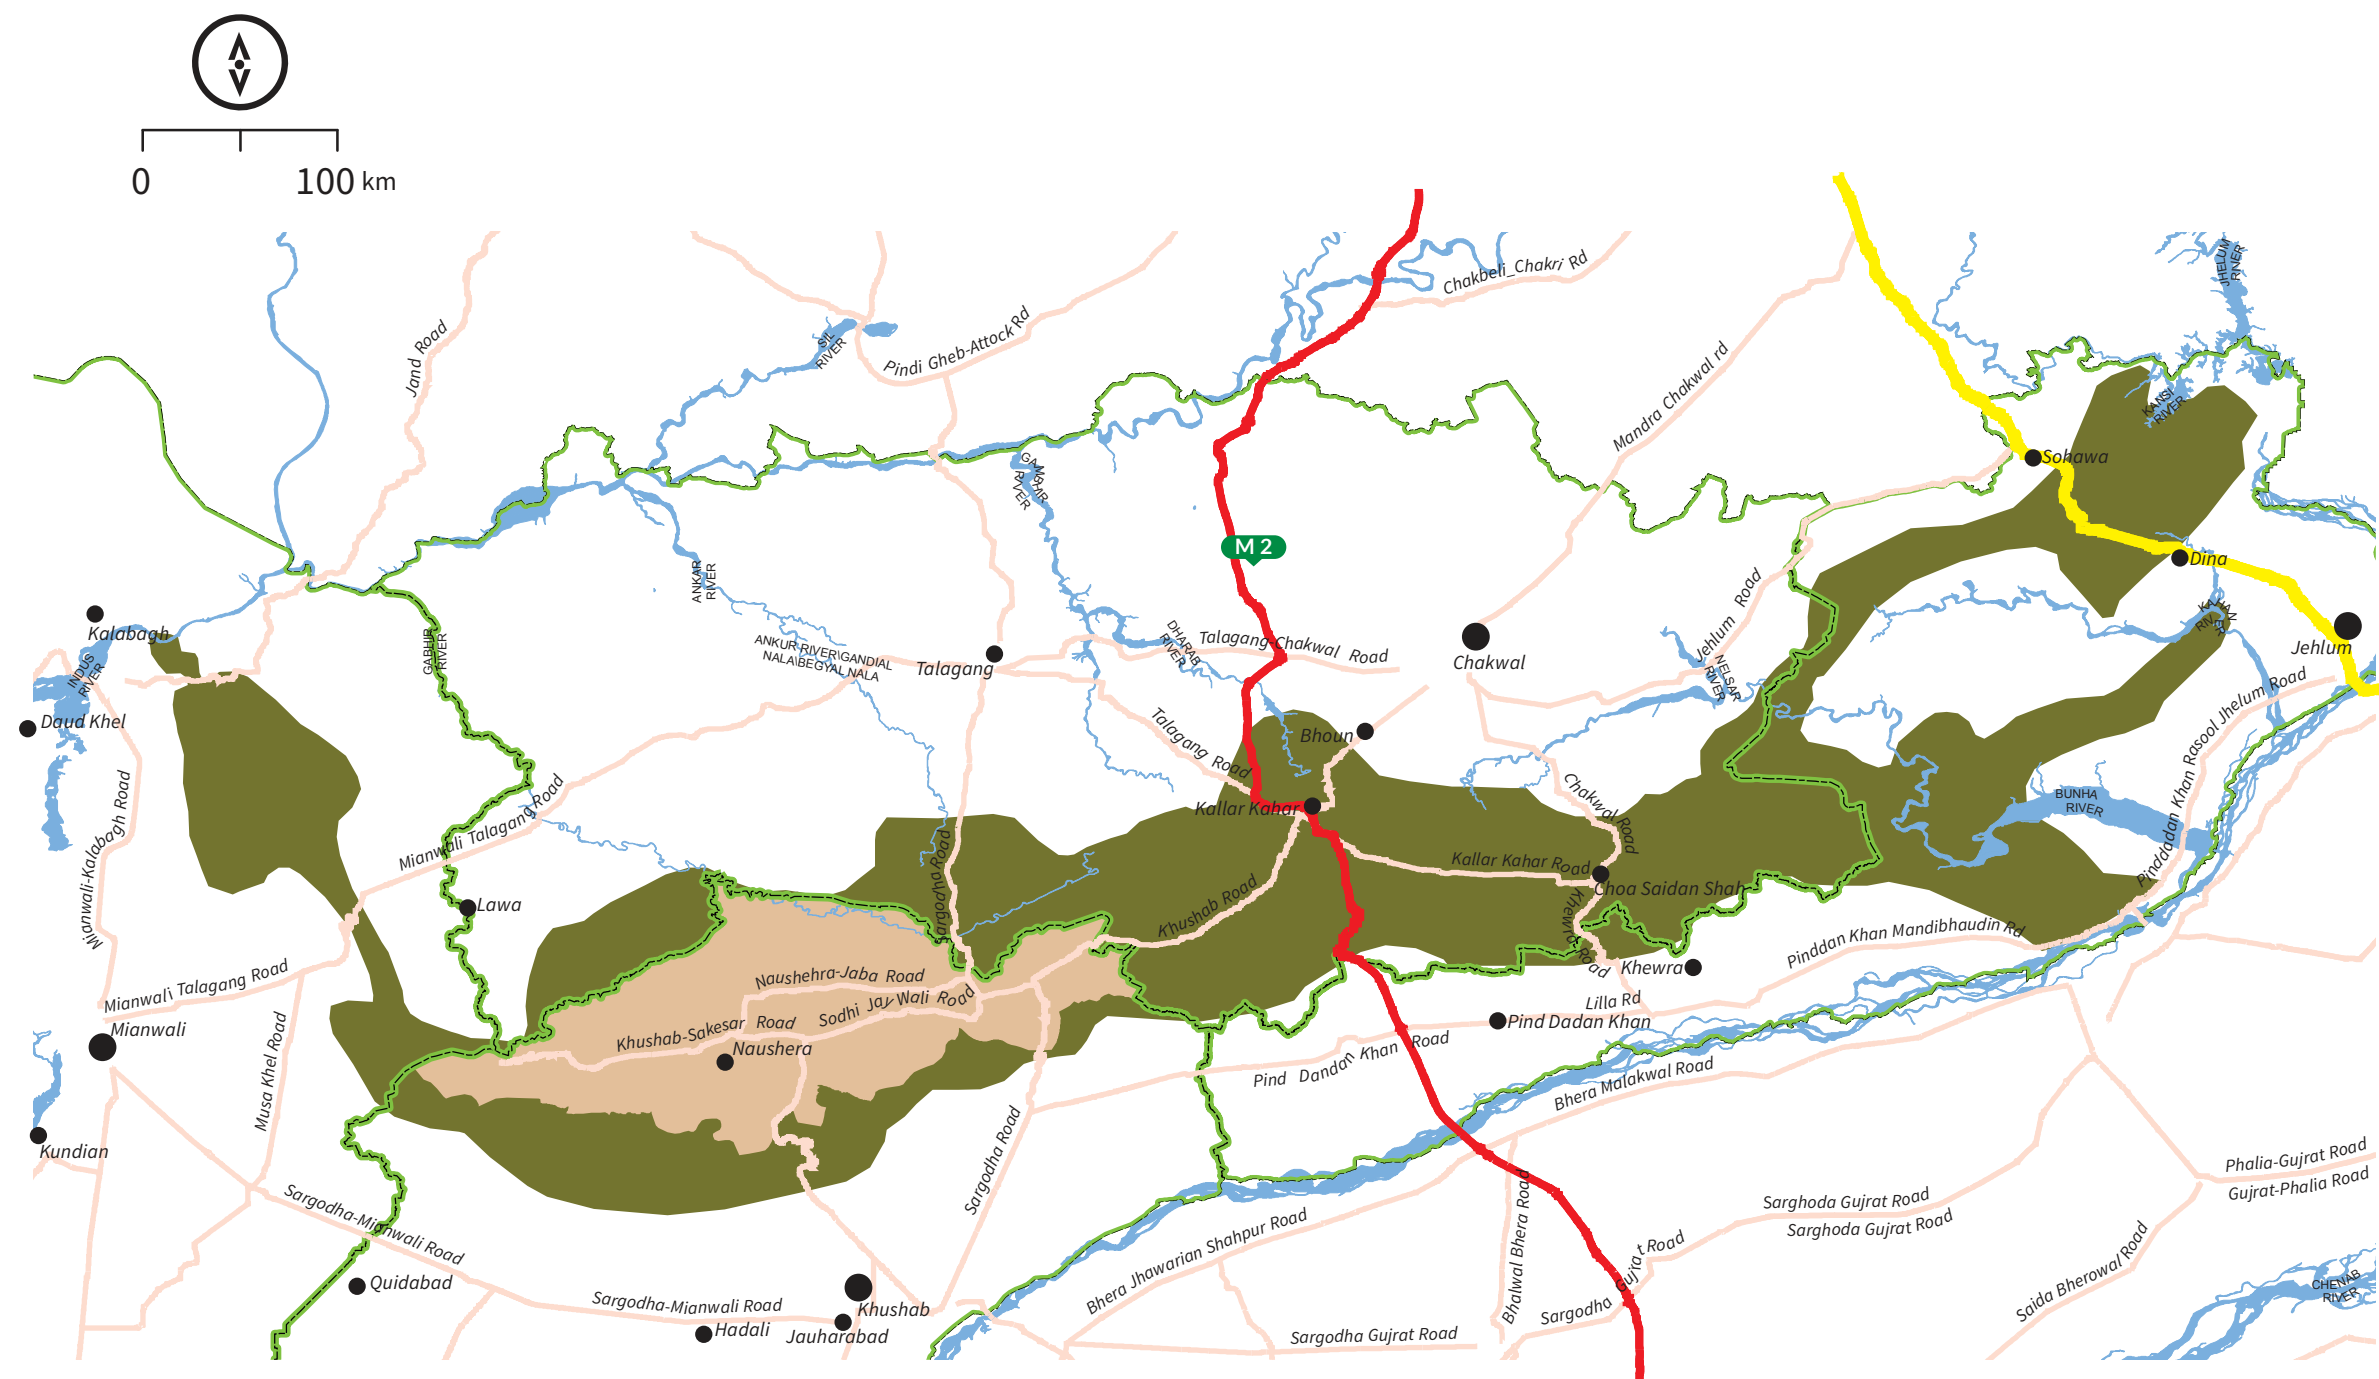 0 100 km
JHELUM
RINER
Chakbeli_Chakri Rd
Jand Road
SIL
RIVER
Pindi Gheb-Attock Rd
Mandra Chakwal rd
KANSI
RIVER
Sohawa
GAMBHIR
RIVER
M 2
Dina
ANKAR
RIVER
Kalabagh
KAHAN
RIVER
GABHIR
RIVER
ANKUR RIVER\GANDIAL
NALA\BEGYAL NALA
Talagang
DHARAB
RIVER
Talagang-Chakwal Road
Chakwal
Jehlum Road
Jehlum
INDUS
RIVER
NELSAR
RIVER
Daud Khel
Talagang Road
Bhoun
Pinddadan Khan Rasool Jhelum Road
Mianwali-Kalabagh Road
Mianwali Talagang Road
Kallar Kahar
Chakwal Road
BUNHA
RIVER
Sargodha Road
Kallar Kahar Road
Choa Saidan Shah
Lawa
Khushab Road
Khewra Road
Pinddan Khan Mandibhaudin Rd
Khewra
Mianwali Talagang Road
Naushehra-Jaba Road
Sodhi Jay Wali Road
Lilla Rd
Pind Dadan Khan
Mianwali
Khushab-Sakesar Road
Naushera
Musa Khel Road
Pind Dandan Khan Road
Bhera Malakwal Road
Kundian
Sargodha Road
Phalia-Gujrat Road
Gujrat-Phalia Road
Sargodha-Mianwali Road
Sarghoda Gujrat Road
Sarghoda Gujrat Road
Bhera Jhawarian Shahpur Road
Bhalwal Bhera Road
Saida Bherowal Road
Quidabad
CHENAB
RIVER
Sargodha-Mianwali Road
Khushab
Sargodha Gujrat Road
Hadali
Jauharabad
Sargodha Gujrat Road